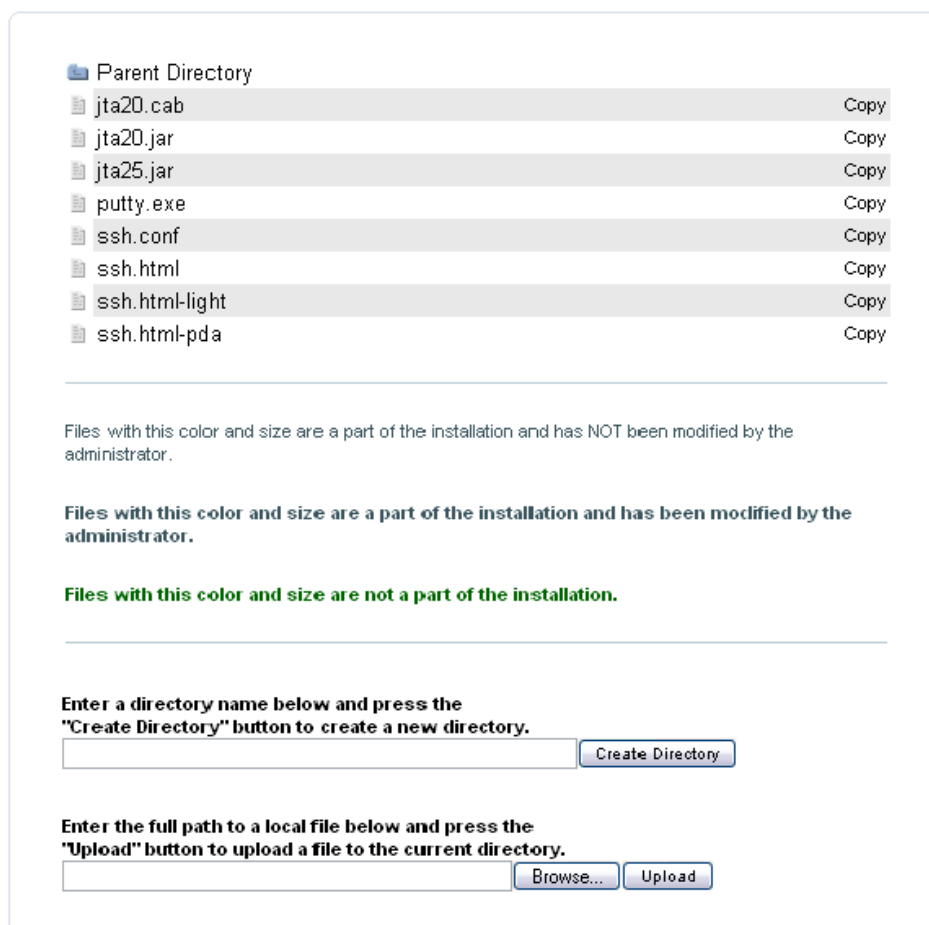 Parent Directory
jta20.cab Copy
jta20.jar Copy
jta25.jar Copy
putty.exe Copy
ssh.conf Copy
ssh.html Copy
ssh.html-light Copy
ssh.html-pda Copy
Files with this color and size are a part of the installation and has NOT been modified by the
administrator.
Files with this color and size are a part of the installation and has been modified by the
administrator.
Files with this color and size are not a part of the installation.
Enter a directory name below and press the
"Create Directory" button to create a new directory.
Create Directory
Enter the full path to a local file below and press the
"Upload" button to upload a file to the current directory.
Browse... Upload